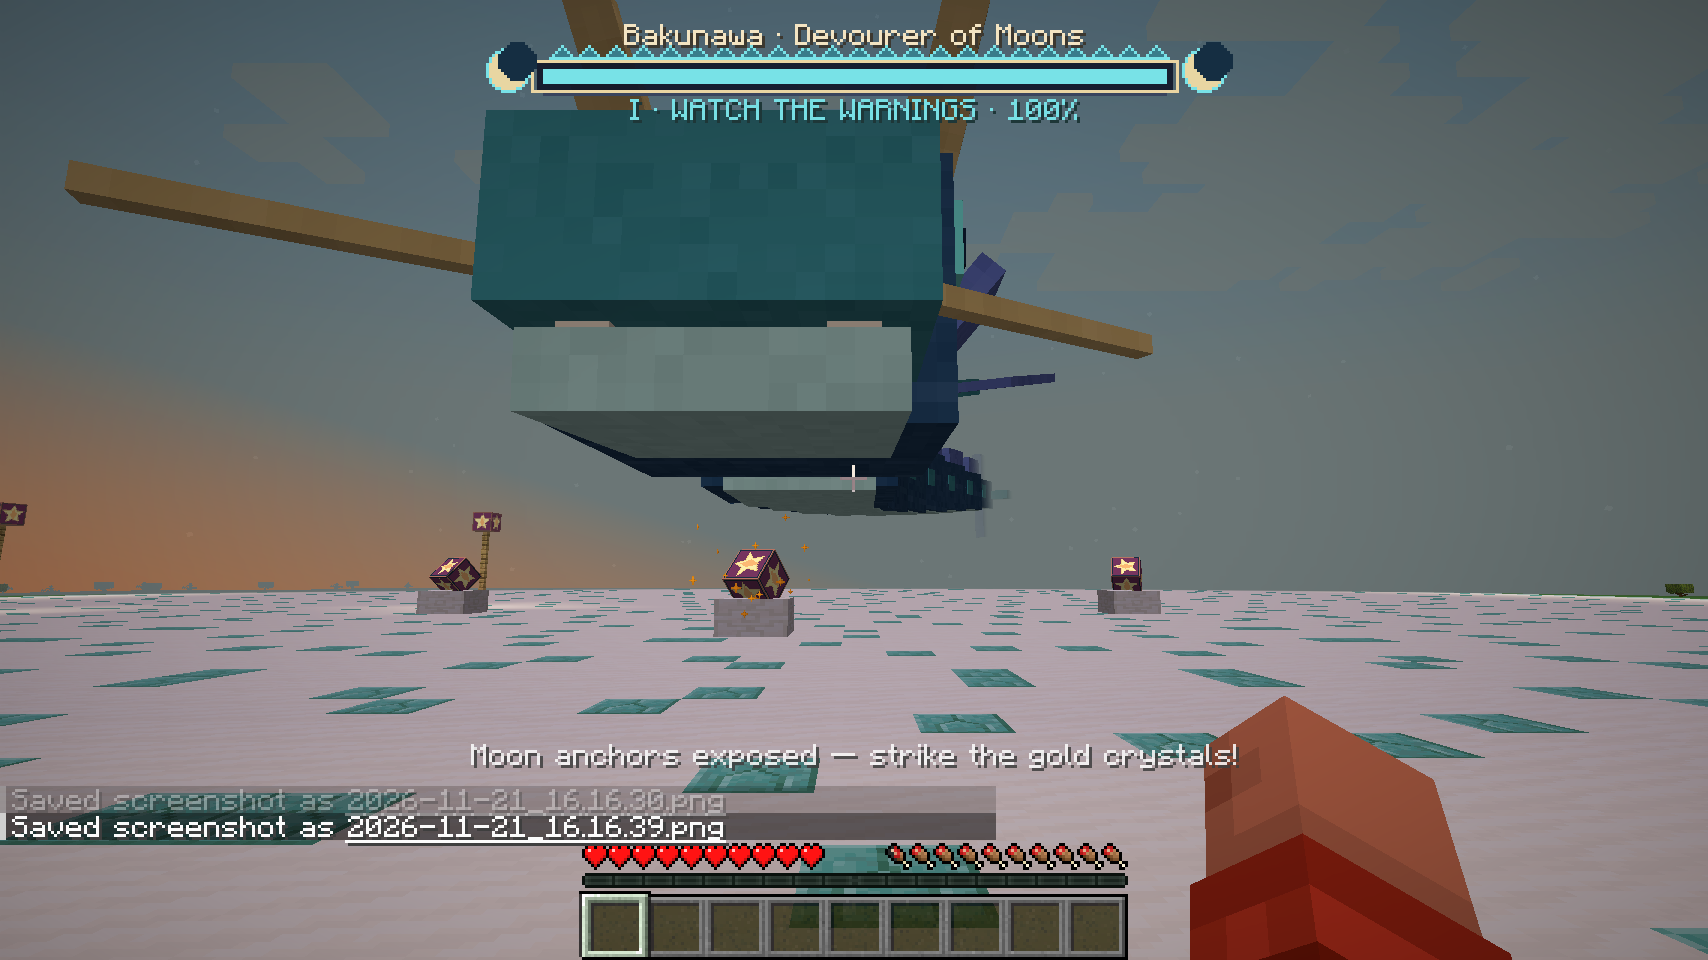 Bakunawa · Devourer of Moons
I · WATCH THE WARNINGS · 100%
Moon anchors exposed — strike the gold crystals!
Saved screenshot as 2026-11-21_16.16.30.png
Saved screenshot as 2026-11-21_16.16.39.png